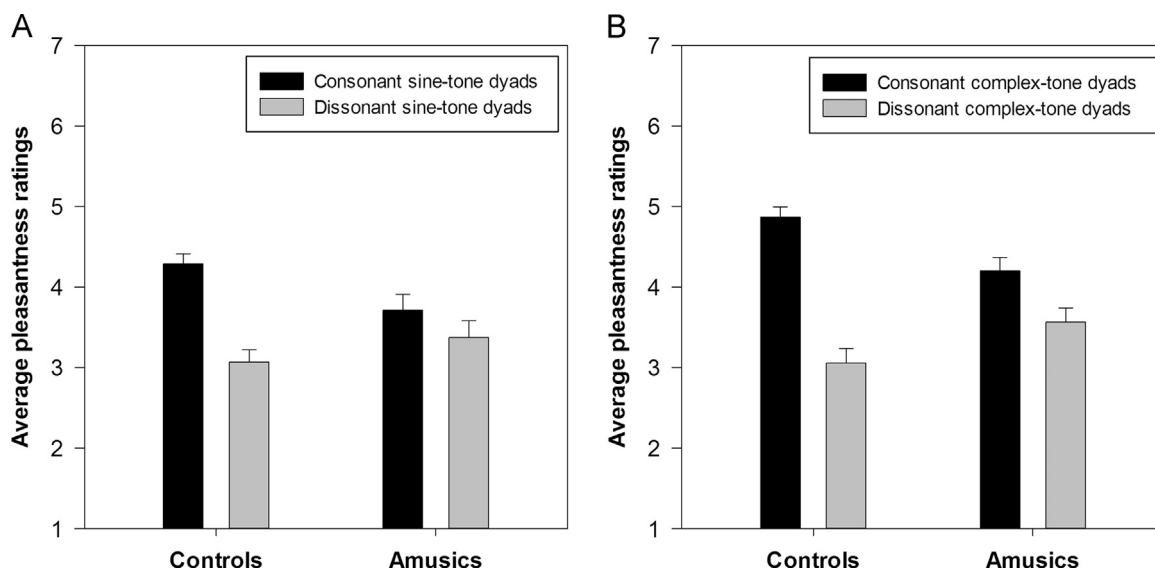 A
Average pleasantness ratings
7
6
5
4
3
2
1
Consonant sine-tone dyads
Dissonant sine-tone dyads
Controls
Amusics
B
Average pleasantness ratings
7
6
5
4
3
2
1
Consonant complex-tone dyads
Dissonant complex-tone dyads
Controls
Amusics